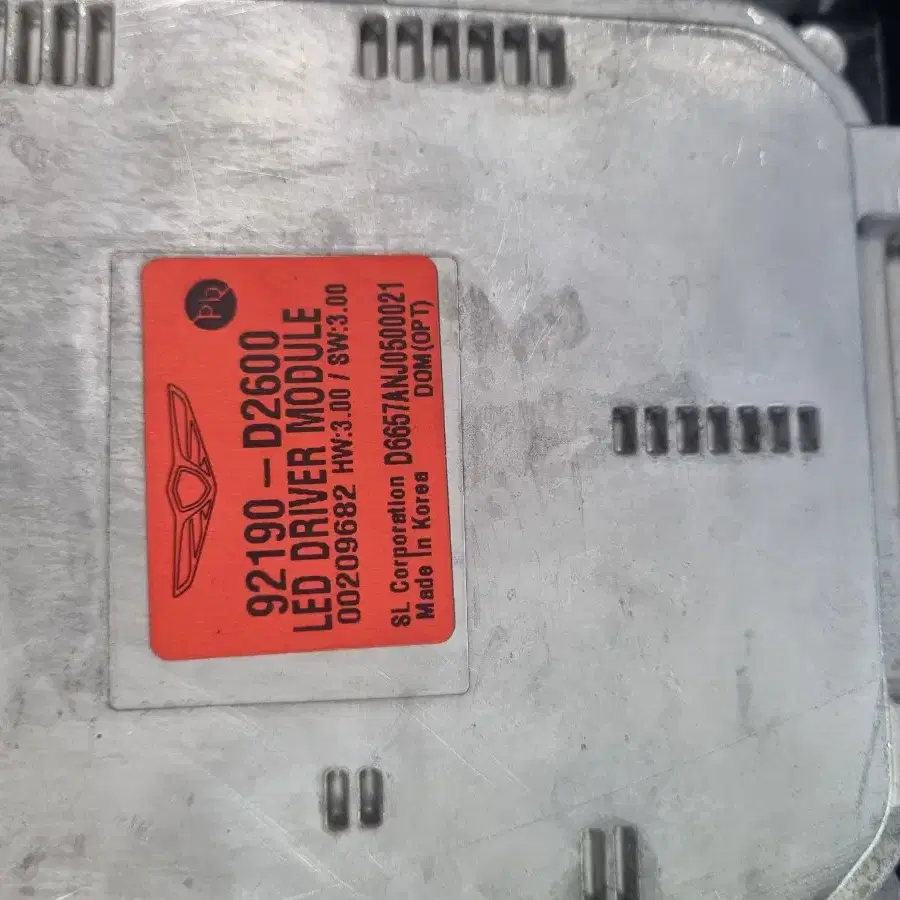 Pb
92190-D2600
LED DRIVER MODULE
00209682 HW:3.00 / SW:3.00
SL Corporation D6657ANJ0500021
Made In Korea DOM(OPT)